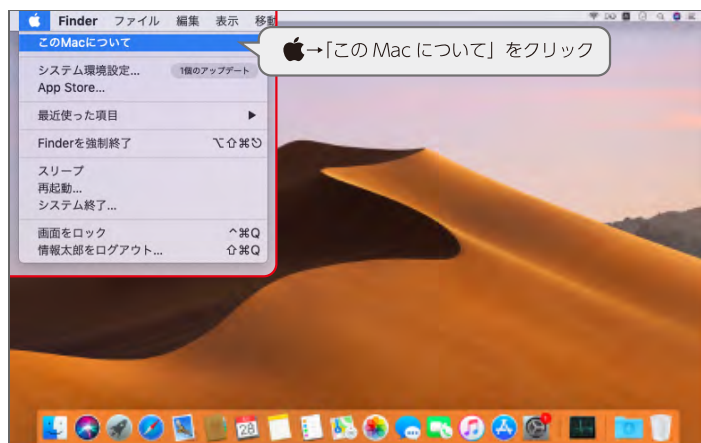 Finder ファイル 編集 表示 移動
このMacについて
→「この Mac について」をクリック
システム環境設定... 1個のアップデート
App Store...
最近使った項目
Finderを強制終了 ⌥⇧⌘⎋
スリープ
再起動...
システム終了...
画面をロック ^⌘Q
情報太郎をログアウト... ⇧⌘Q
28